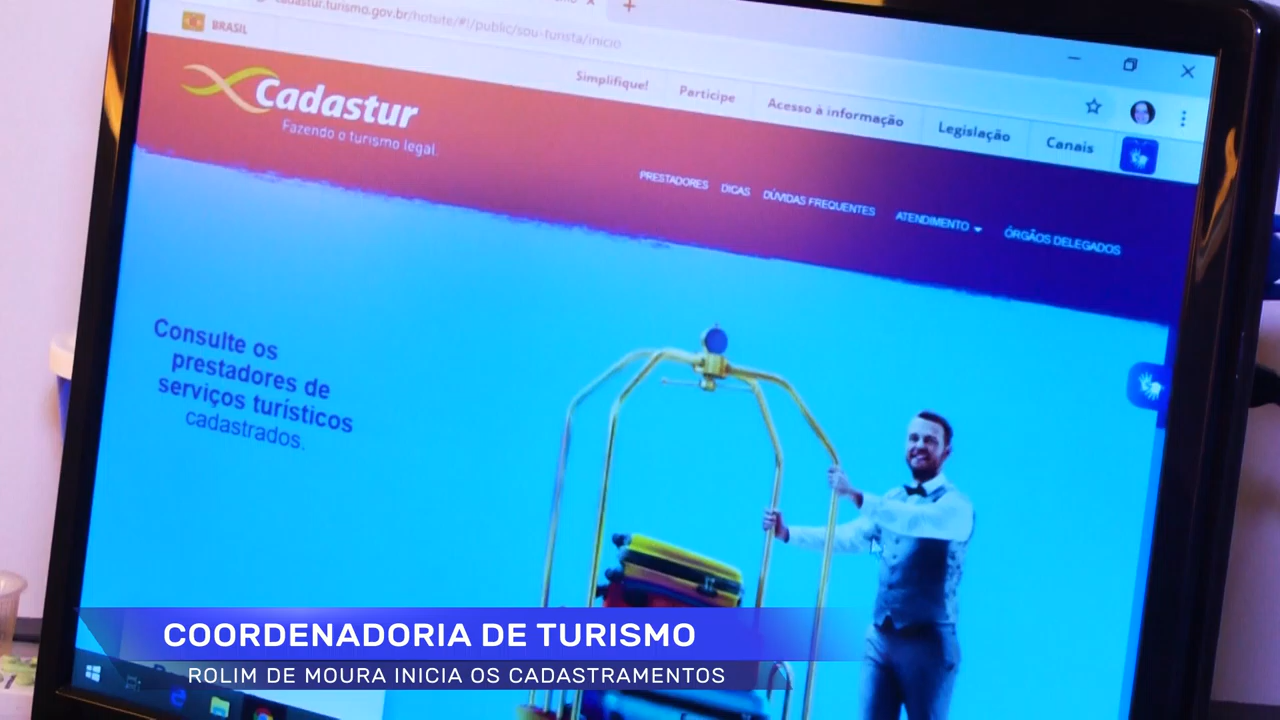 cadastur.turismo.gov.br/hotsite/#!/public/sou-turista/inicio
BRASIL
Simplifique!
Participe
Acesso à informação
Legislação
Canais
Cadastur
Fazendo o turismo legal.
PRESTADORES
DICAS
DÚVIDAS FREQUENTES
ATENDIMENTO
ÓRGÃOS DELEGADOS
Consulte os
prestadores de
serviços turísticos
cadastrados.
COORDENADORIA DE TURISMO
ROLIM DE MOURA INICIA OS CADASTRAMENTOS